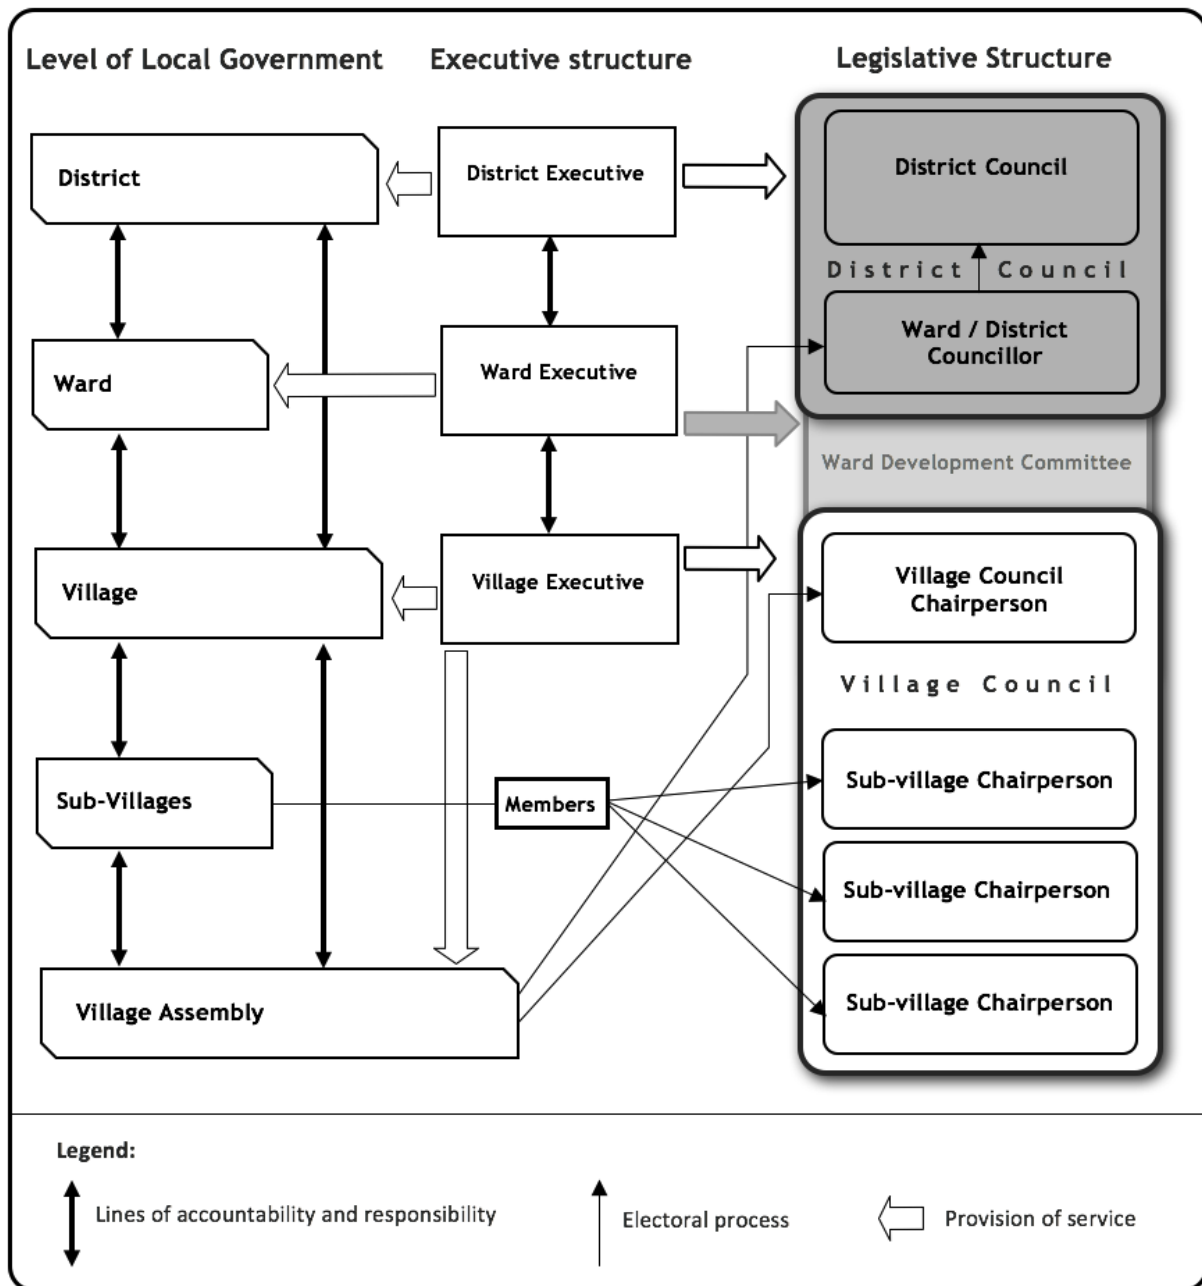 Level of Local Government
Executive structure
Legislative Structure
District
District Executive
District Council
District Council
Ward
Ward Executive
Ward / District
Councillor
Ward Development Committee
Village
Village Executive
Village Council
Chairperson
Village Council
Sub-Villages
Members
Sub-village Chairperson
Sub-village Chairperson
Sub-village Chairperson
Village Assembly
Legend:
Lines of accountability and responsibility
Electoral process
Provision of service